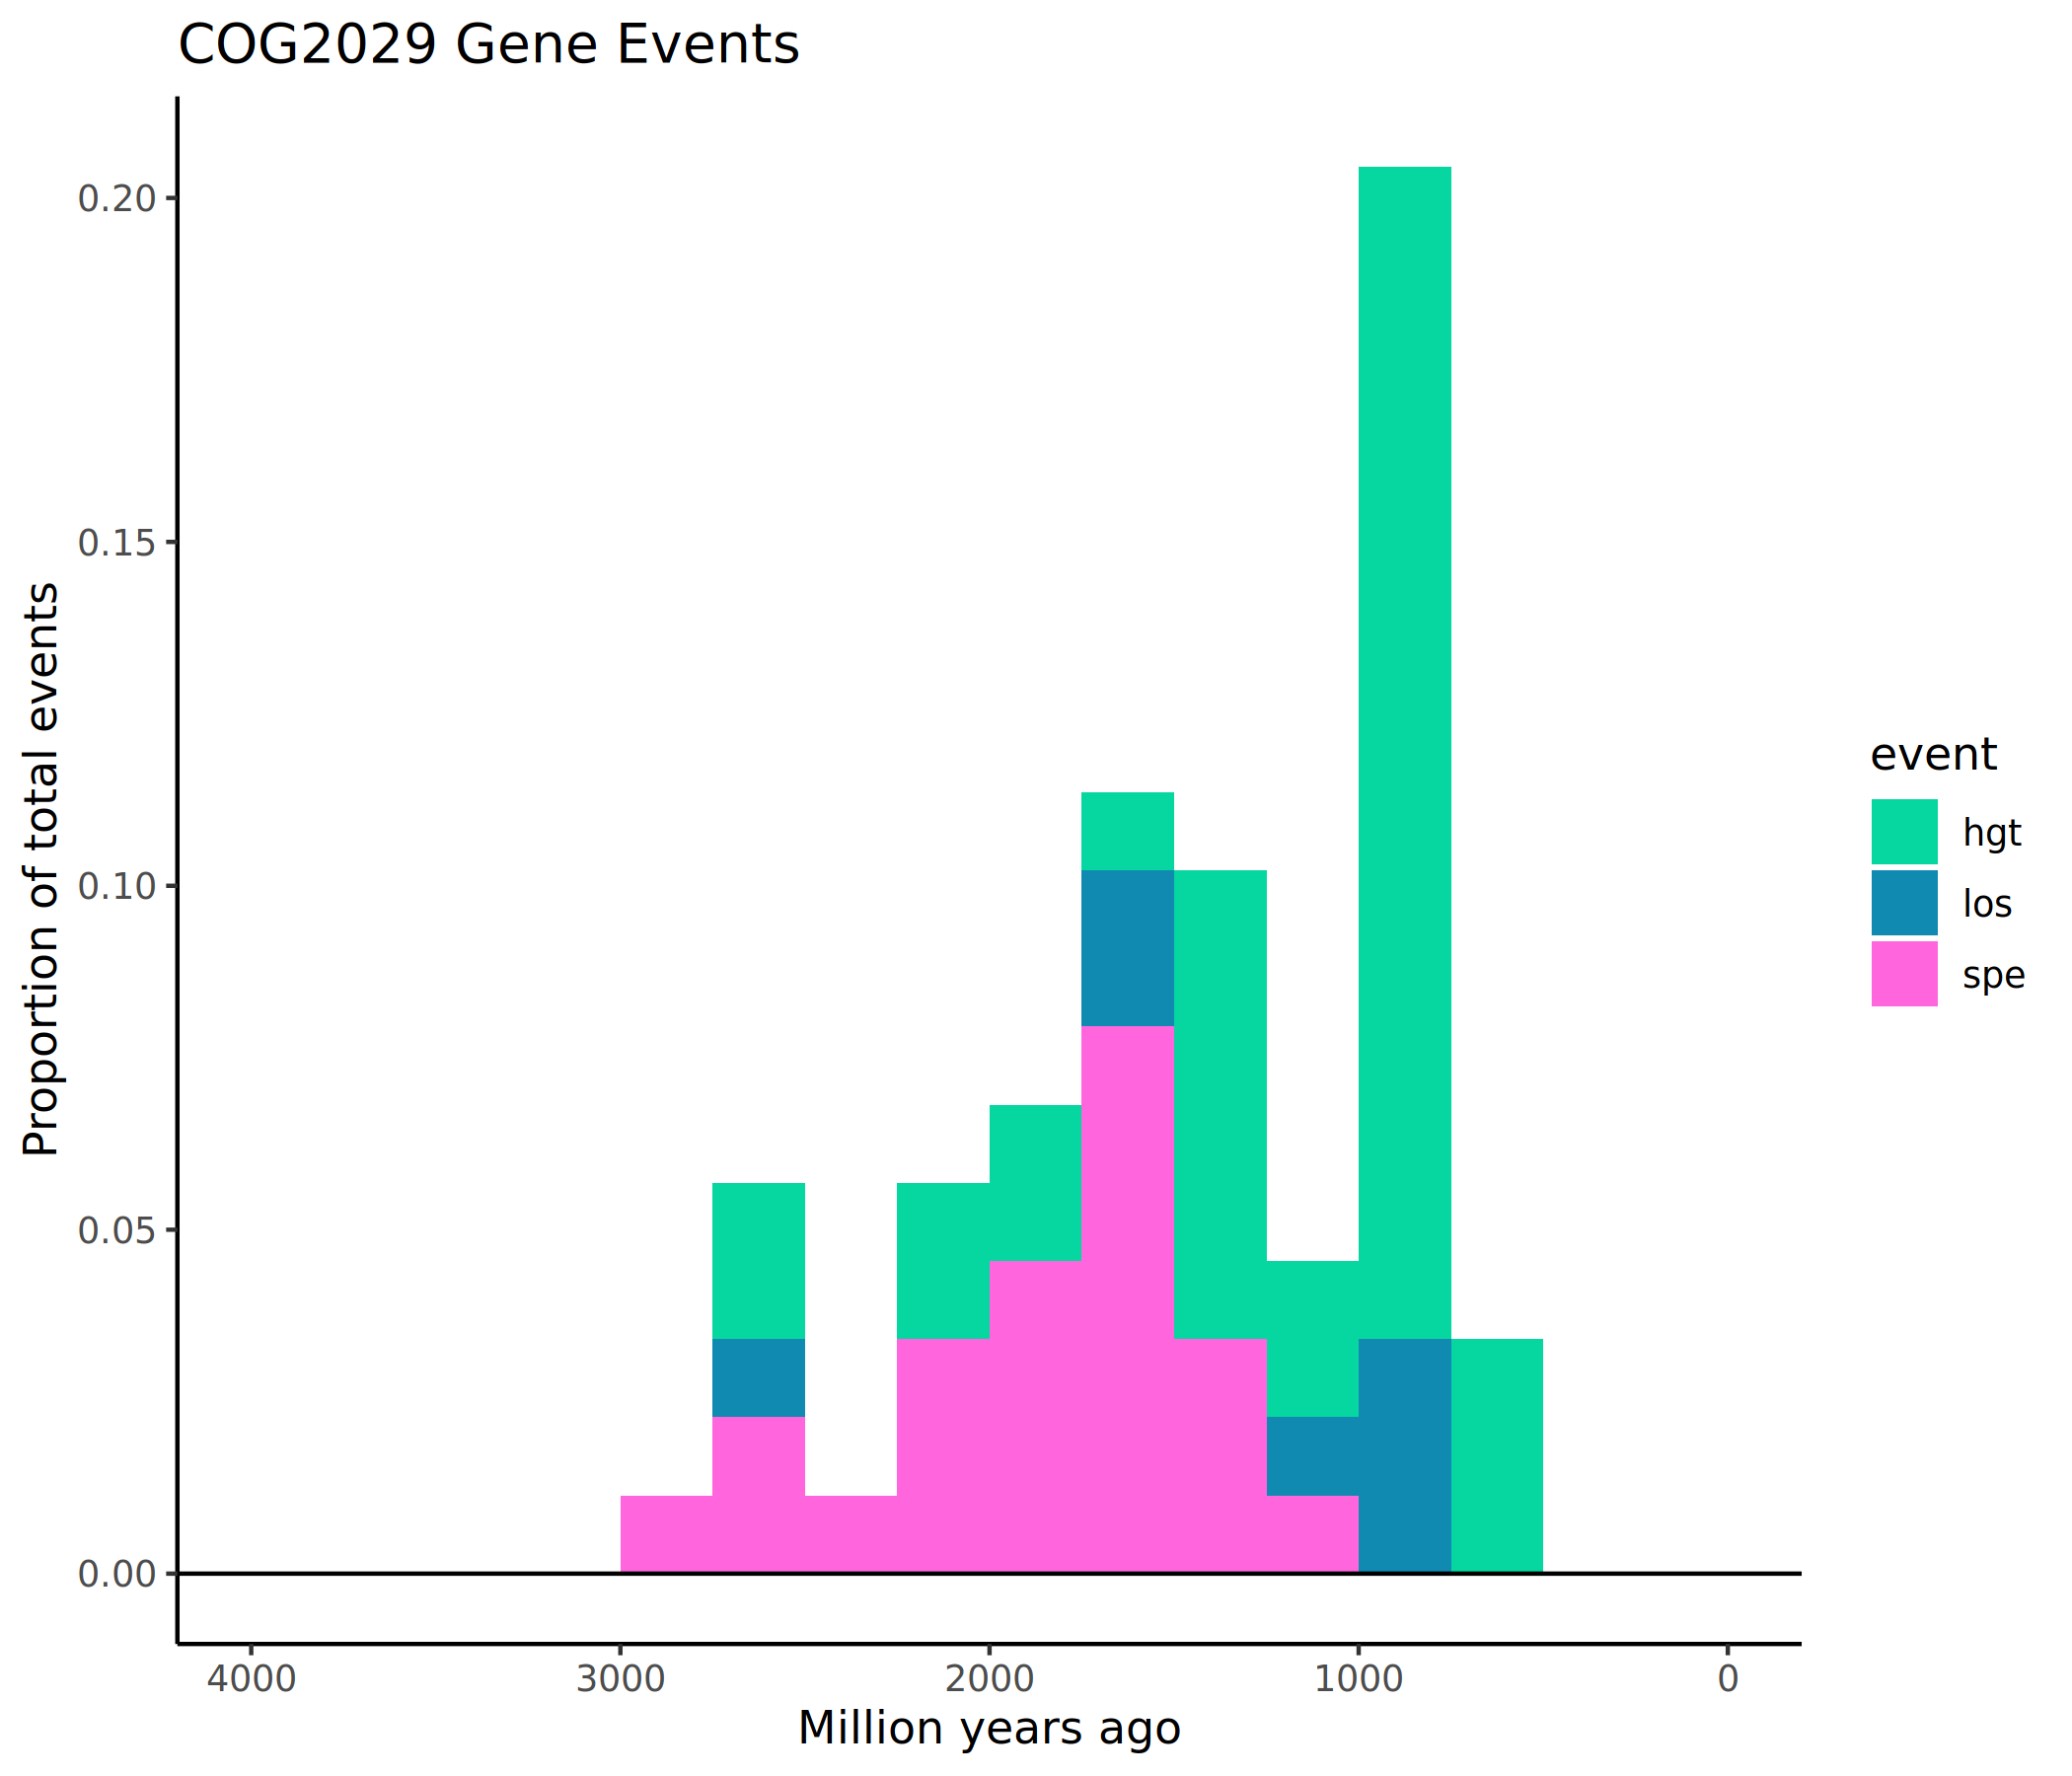 COG2029 Gene Events
Proportion of total events
0.20
0.15
0.10
0.05
0.00
4000 3000 2000 1000 0
Million years ago
event
hgt
los
spe